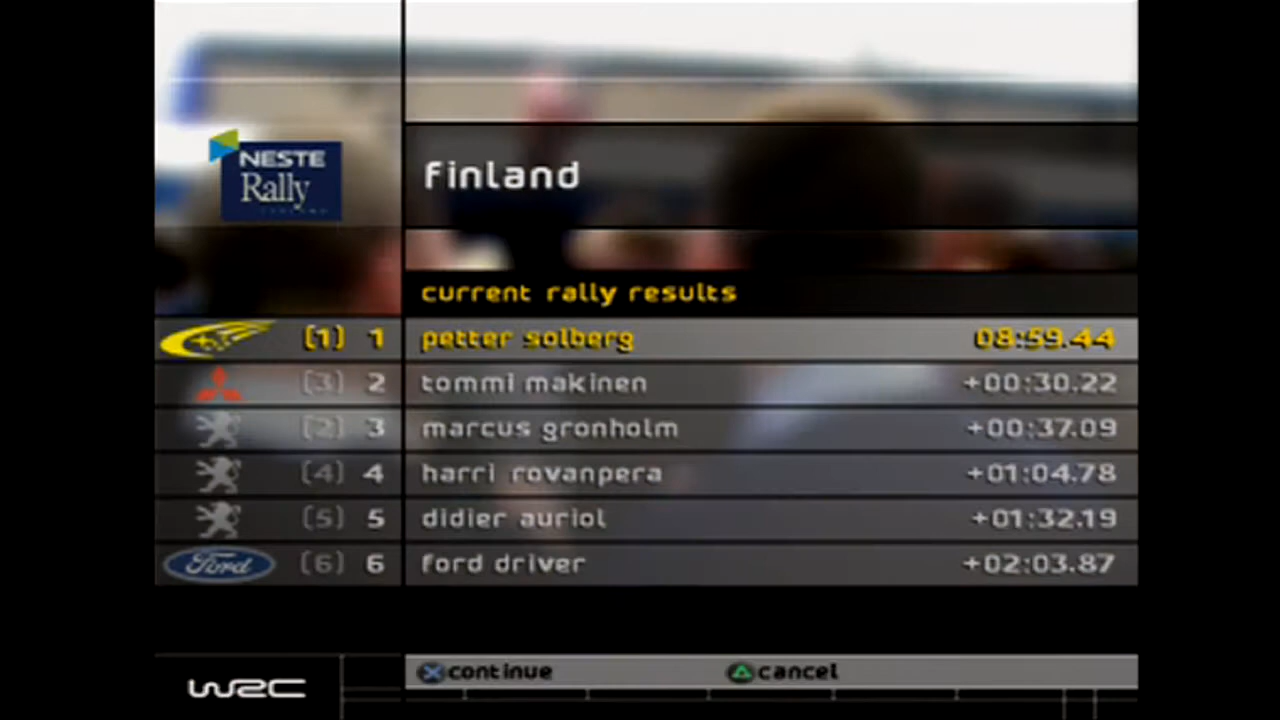 NESTE
Rally
finland
current rally results
(1) 1 petter solberg 08:59.44
(3) 2 tommi makinen +00:30.22
(2) 3 marcus gronholm +00:37.09
(4) 4 harri rovanpera +01:04.78
(5) 5 didier auriol +01:32.19
Ford (6) 6 ford driver +02:03.87
continue cancel
WRC